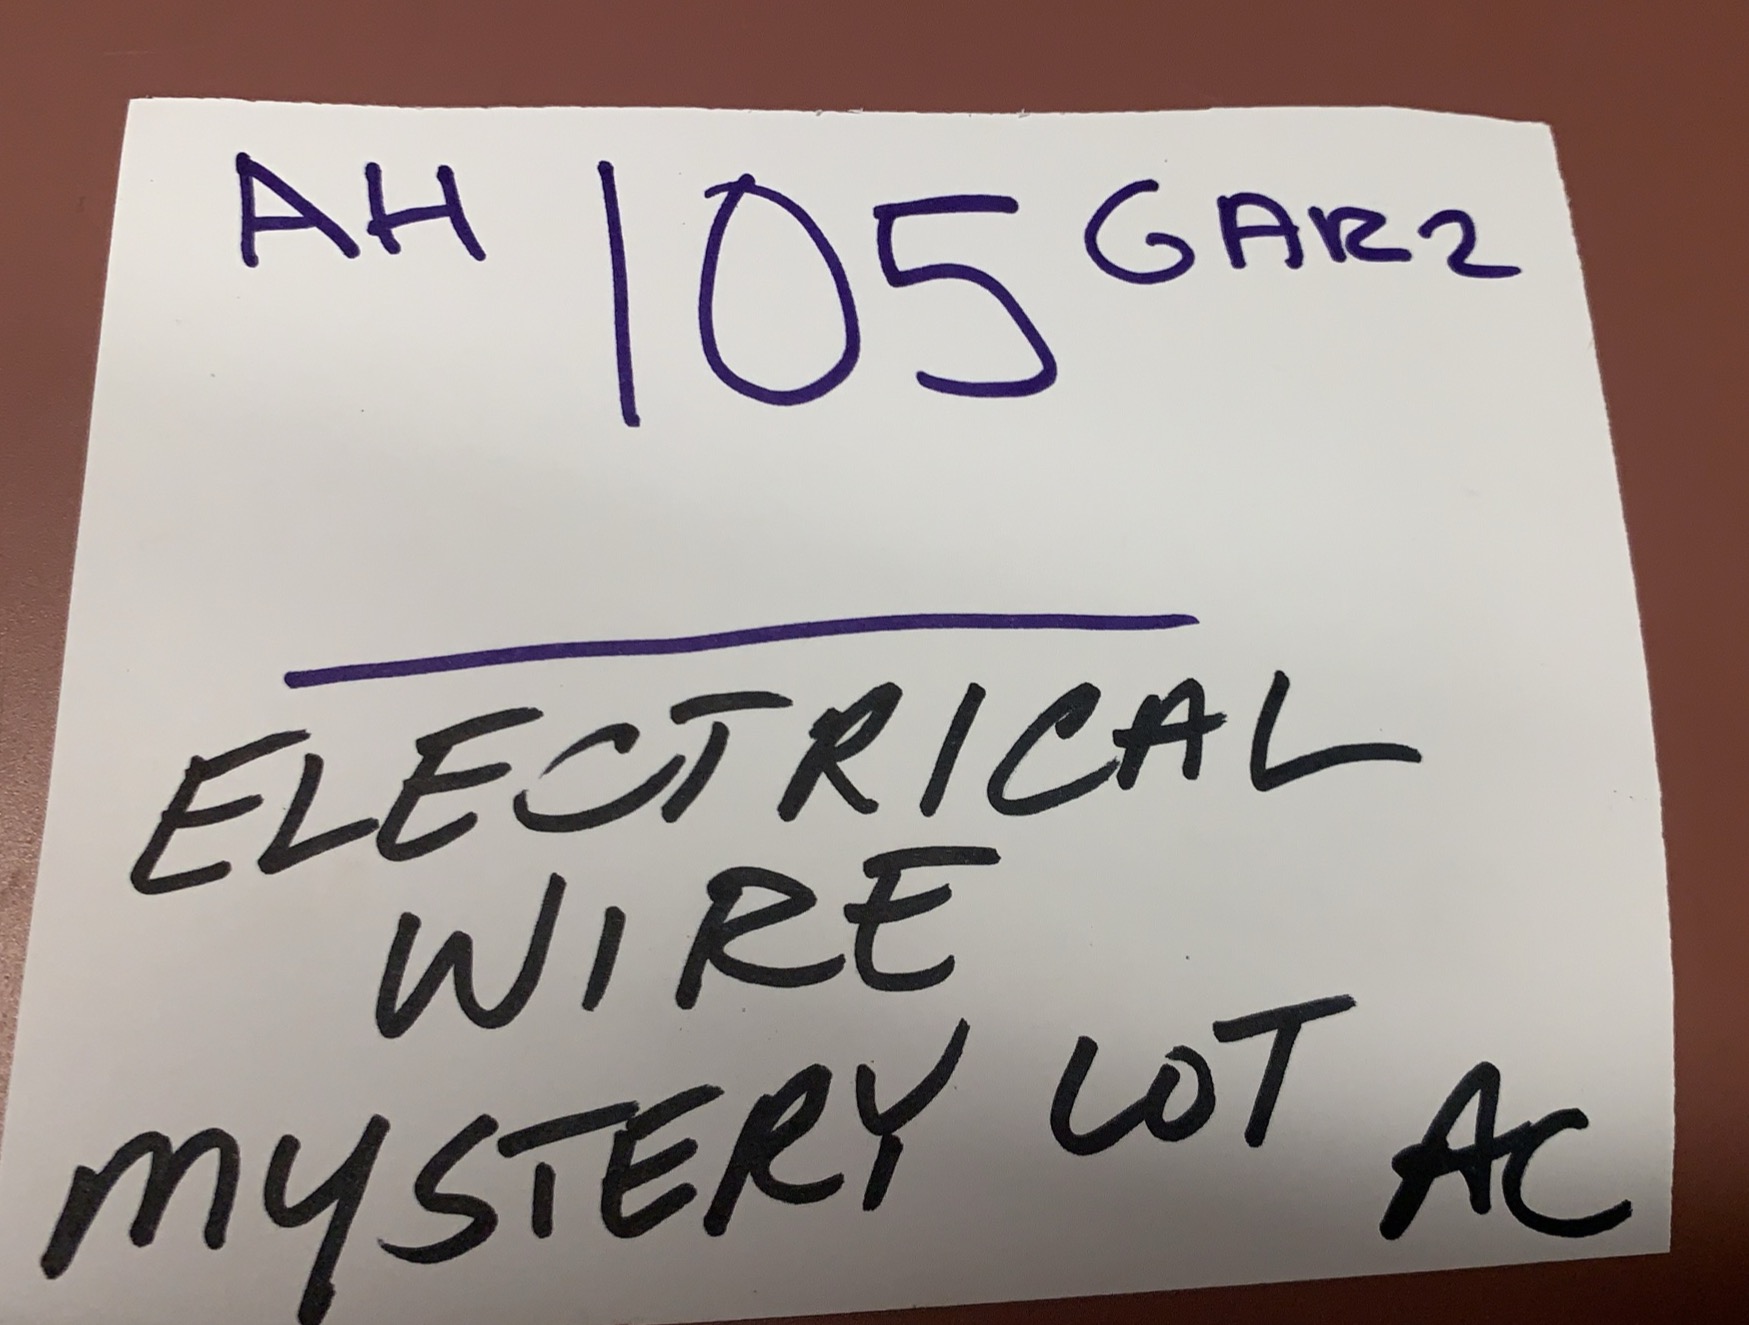 AH 105 GAR2
ELECTRICAL
WIRE
MYSTERY LOT AC